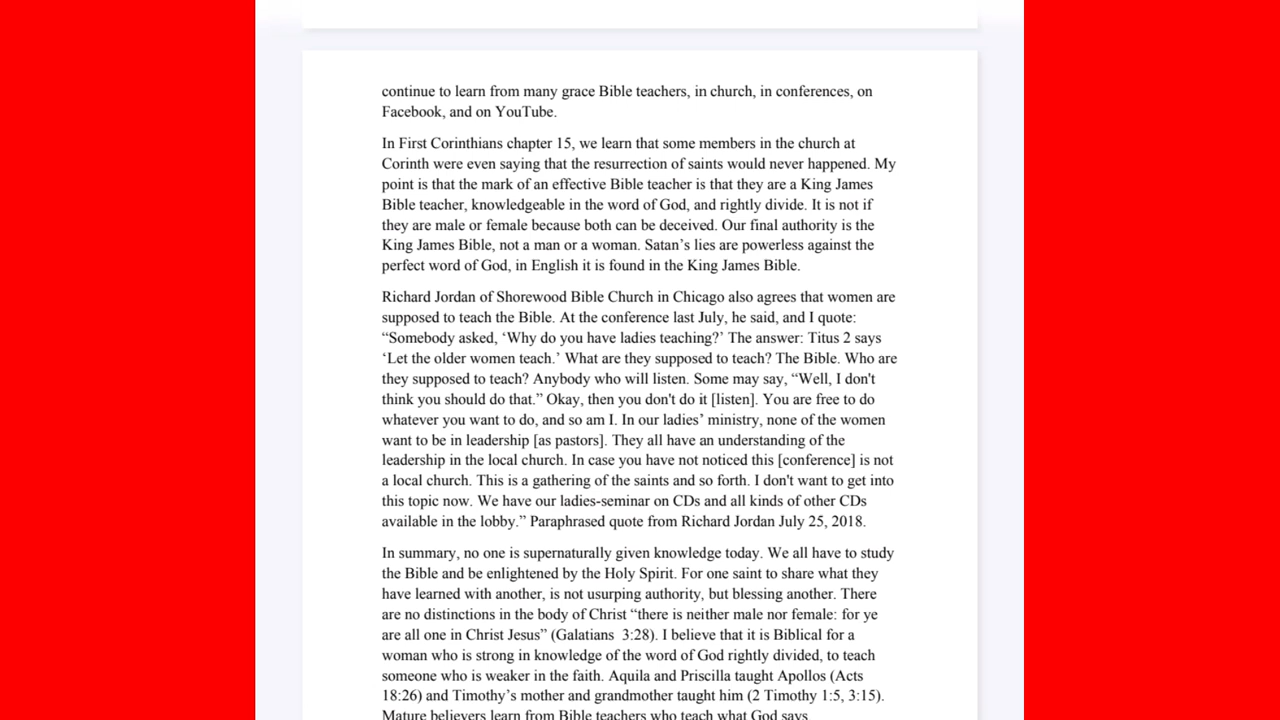 continue to learn from many grace Bible teachers, in church, in conferences, on
Facebook, and on YouTube.
In First Corinthians chapter 15, we learn that some members in the church at
Corinth were even saying that the resurrection of saints would never happened. My
point is that the mark of an effective Bible teacher is that they are a King James
Bible teacher, knowledgeable in the word of God, and rightly divide. It is not if
they are male or female because both can be deceived. Our final authority is the
King James Bible, not a man or a woman. Satan’s lies are powerless against the
perfect word of God, in English it is found in the King James Bible.
Richard Jordan of Shorewood Bible Church in Chicago also agrees that women are
supposed to teach the Bible. At the conference last July, he said, and I quote:
“Somebody asked, ‘Why do you have ladies teaching?’ The answer: Titus 2 says
‘Let the older women teach.’ What are they supposed to teach? The Bible. Who are
they supposed to teach? Anybody who will listen. Some may say, “Well, I don't
think you should do that.” Okay, then you don't do it [listen]. You are free to do
whatever you want to do, and so am I. In our ladies’ ministry, none of the women
want to be in leadership [as pastors]. They all have an understanding of the
leadership in the local church. In case you have not noticed this [conference] is not
a local church. This is a gathering of the saints and so forth. I don't want to get into
this topic now. We have our ladies-seminar on CDs and all kinds of other CDs
available in the lobby.” Paraphrased quote from Richard Jordan July 25, 2018.
In summary, no one is supernaturally given knowledge today. We all have to study
the Bible and be enlightened by the Holy Spirit. For one saint to share what they
have learned with another, is not usurping authority, but blessing another. There
are no distinctions in the body of Christ “there is neither male nor female: for ye
are all one in Christ Jesus” (Galatians  3:28). I believe that it is Biblical for a
woman who is strong in knowledge of the word of God rightly divided, to teach
someone who is weaker in the faith. Aquila and Priscilla taught Apollos (Acts
18:26) and Timothy’s mother and grandmother taught him (2 Timothy 1:5, 3:15).
Mature believers learn from Bible teachers who teach what God says